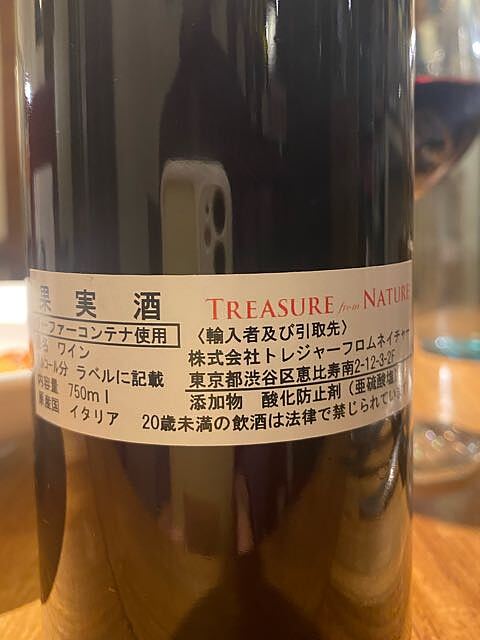 果実酒
TREASURE from NATURE
ーファーコンテナ使用
〈輸入者及び引取先〉
名 ワイン
株式会社トレジャーフロムネイチャー
コール分 ラベルに記載
東京都渋谷区恵比寿南2-12-3-2F
内容量 750ml
添加物 酸化防止剤(亜硫酸塩)
原産国 イタリア
20歳未満の飲酒は法律で禁じられてい